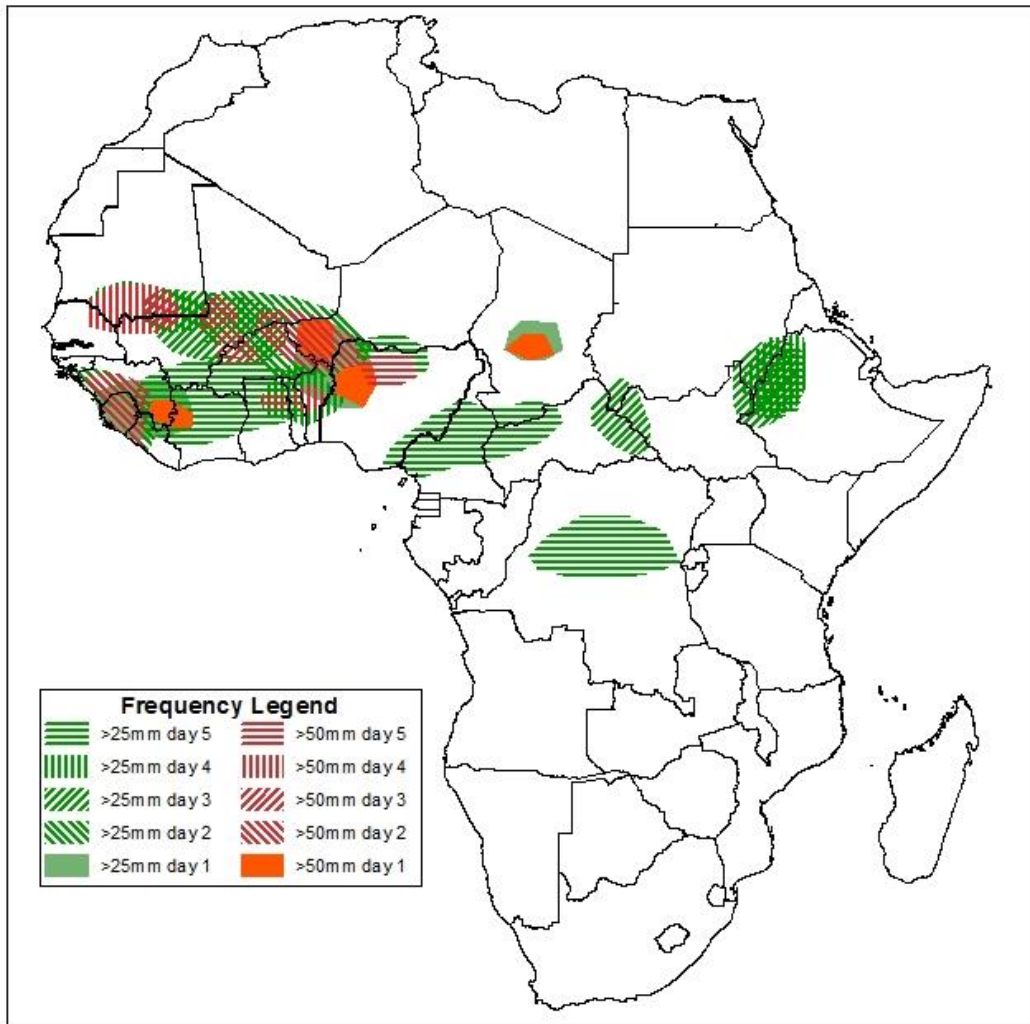 Frequency Legend
>25mm day 5 >50mm day 5
>25mm day 4 >50mm day 4
>25mm day 3 >50mm day 3
>25mm day 2 >50mm day 2
>25mm day 1 >50mm day 1